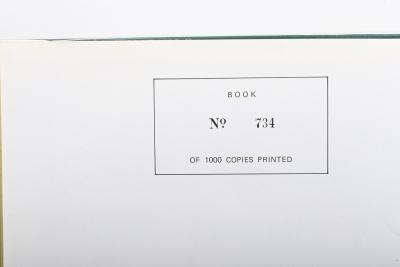 BOOK
Nº 734
OF 1000 COPIES PRINTED